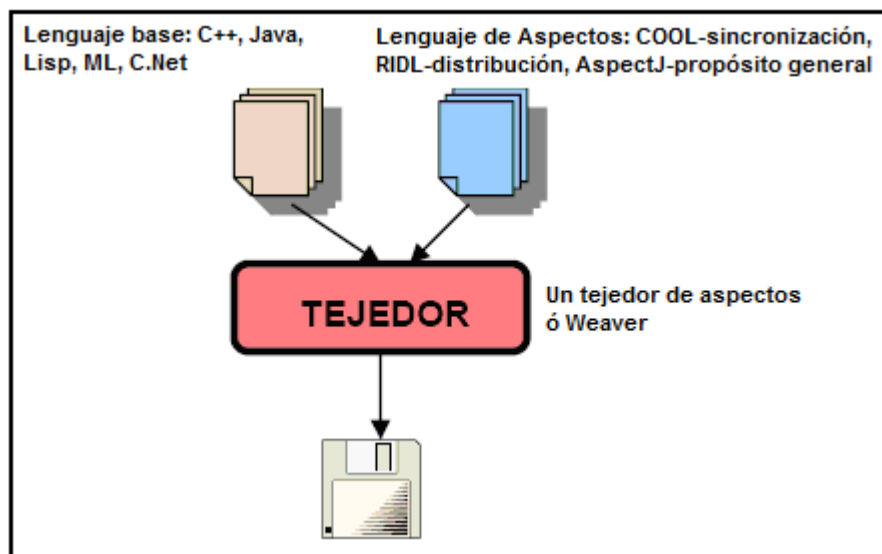 Lenguaje base: C++, Java,
Lisp, ML, C.Net
Lenguaje de Aspectos: COOL-sincronización,
RIDL-distribución, AspectJ-propósito general
TEJEDOR
Un tejedor de aspectos
ó Weaver